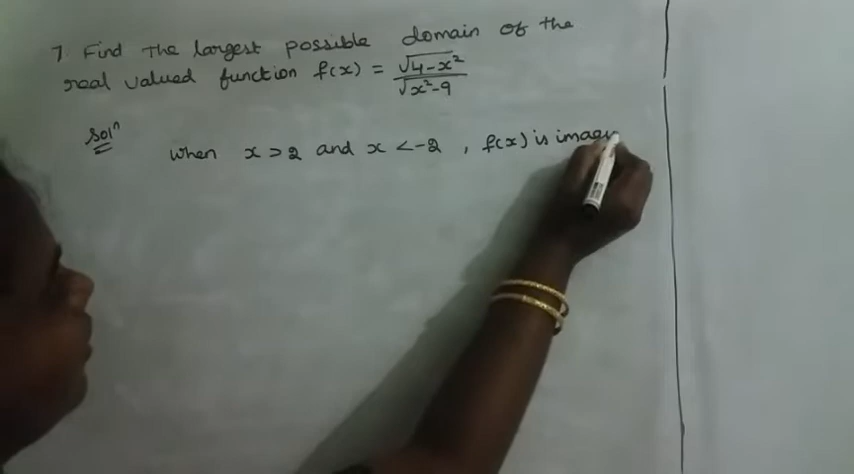 7 Find the largest possible domain of the
real valued function f(x) = √4-x² / √x²-9
Solⁿ
when x > 2 and x < -2 , f(x) is imag